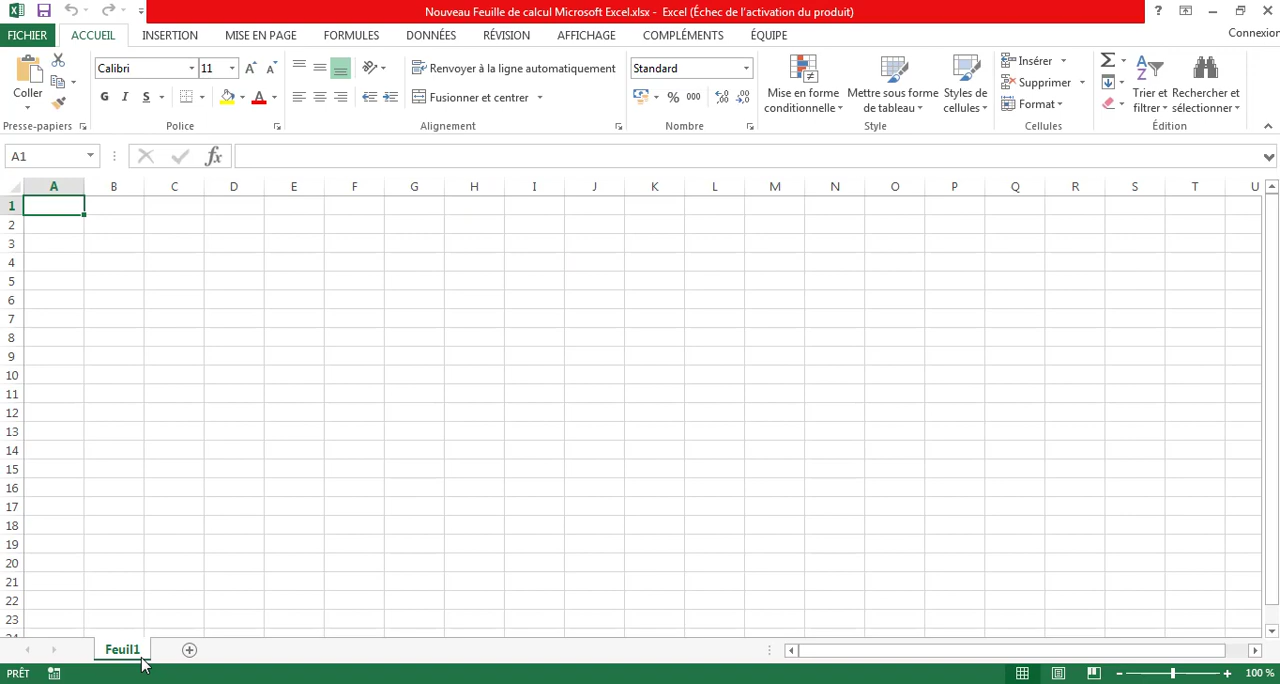 Nouveau Feuille de calcul Microsoft Excel.xlsx - Excel (Échec de l'activation du produit)
?
FICHIER ACCUEIL INSERTION MISE EN PAGE FORMULES DONNÉES RÉVISION AFFICHAGE COMPLÉMENTS ÉQUIPE Connexion
Coller
Presse-papiers
Calibri 11
G I S
Police
Renvoyer à la ligne automatiquement
Fusionner et centrer
Alignement
Standard
% 000
Nombre
Mise en forme conditionnelle
Mettre sous forme de tableau
Styles de cellules
Style
Insérer
Supprimer
Format
Cellules
Trier et filtrer
Rechercher et sélectionner
Édition
A1 fx
A B C D E F G H I J K L M N O P Q R S T U
1
2
3
4
5
6
7
8
9
10
11
12
13
14
15
16
17
18
19
20
21
22
23
Feuil1
PRÊT 100 %